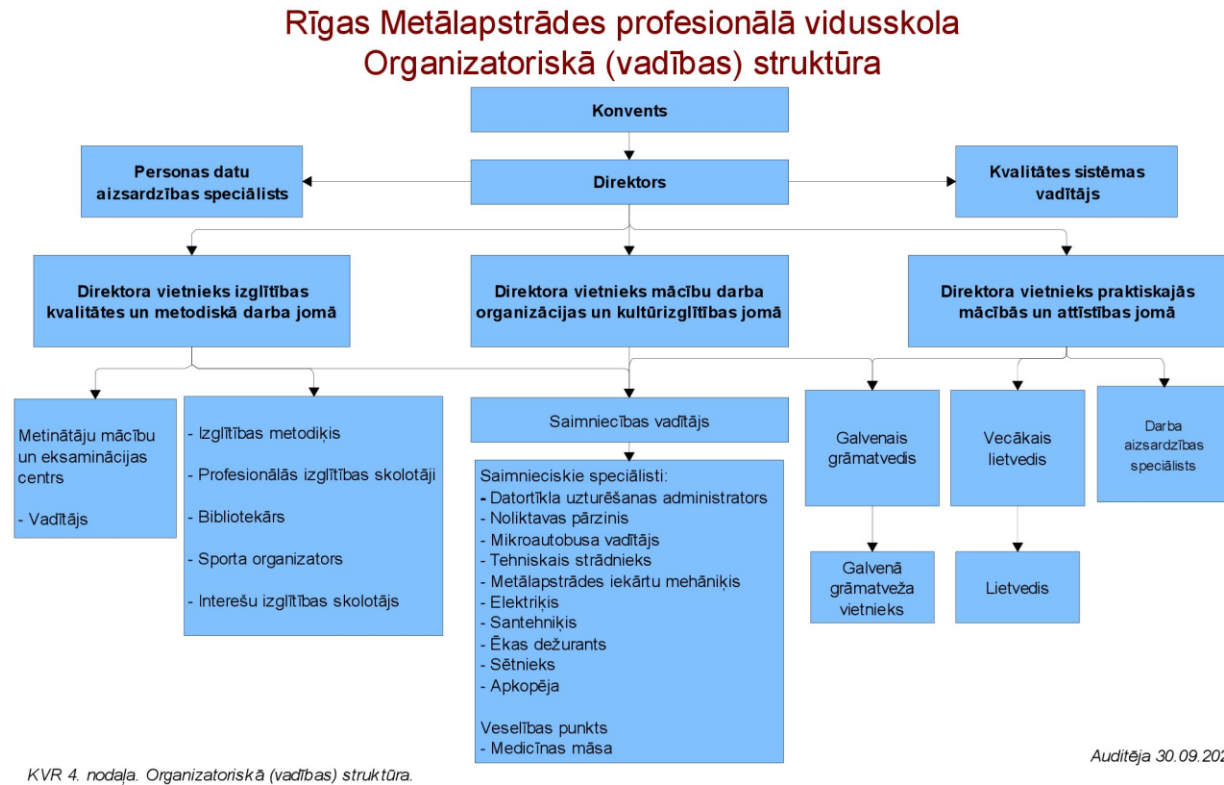 Rīgas Metālapstrādes profesionālā vidusskola
Organizatoriskā (vadības) struktūra
Konvents
Personas datu
aizsardzības speciālists
Direktors
Kvalitātes sistēmas
vadītājs
Direktora vietnieks izglītības
kvalitātes un metodiskā darba jomā
Direktora vietnieks mācību darba
organizācijas un kultūrizglītības jomā
Direktora vietnieks praktiskajās
mācībās un attīstības jomā
Metinātāju mācību
un eksaminācijas
centrs
- Vadītājs
- Izglītības metodiķis
- Profesionālās izglītības skolotāji
- Bibliotekārs
- Sporta organizators
- Interešu izglītības skolotājs
Saimniecības vadītājs
Saimnieciskie speciālisti:
- Datortīkla uzturēšanas administrators
- Noliktavas pārzinis
- Mikroautobusa vadītājs
- Tehniskais strādnieks
- Metālapstrādes iekārtu mehāniķis
- Elektriķis
- Santehniķis
- Ēkas dežurants
- Sētnieks
- Apkopēja
Veselības punkts
- Medicīnas māsa
Galvenais
grāmatvedis
Vecākais
lietvedis
Darba
aizsardzības
speciālists
Galvenā
grāmatveža
vietnieks
Lietvedis
Auditēja 30.09.202
KVR 4. nodaļa. Organizatoriskā (vadības) struktūra.